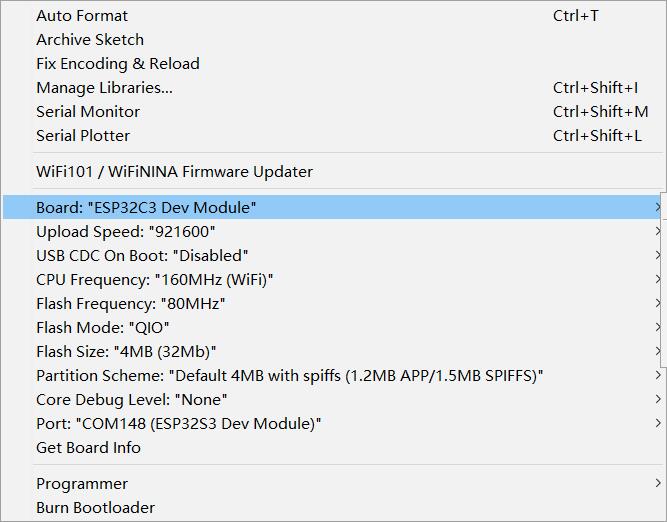 Auto Format Ctrl+T
Archive Sketch
Fix Encoding & Reload
Manage Libraries... Ctrl+Shift+I
Serial Monitor Ctrl+Shift+M
Serial Plotter Ctrl+Shift+L
WiFi101 / WiFiNINA Firmware Updater
Board: "ESP32C3 Dev Module"
Upload Speed: "921600"
USB CDC On Boot: "Disabled"
CPU Frequency: "160MHz (WiFi)"
Flash Frequency: "80MHz"
Flash Mode: "QIO"
Flash Size: "4MB (32Mb)"
Partition Scheme: "Default 4MB with spiffs (1.2MB APP/1.5MB SPIFFS)"
Core Debug Level: "None"
Port: "COM148 (ESP32S3 Dev Module)"
Get Board Info
Programmer
Burn Bootloader